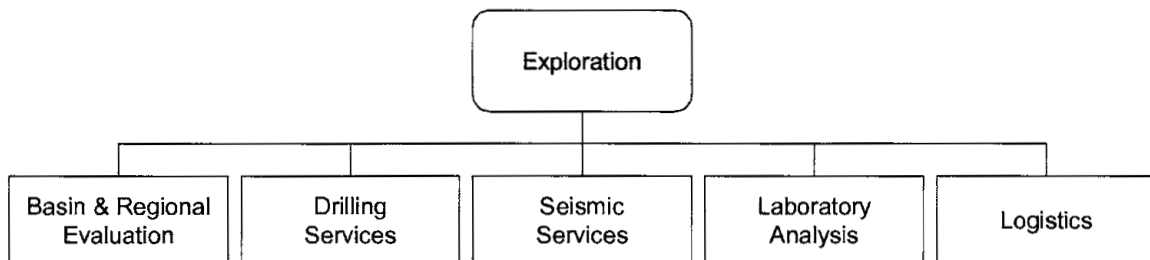 Exploration
Basin & Regional
Evaluation
Drilling
Services
Seismic
Services
Laboratory
Analysis
Logistics